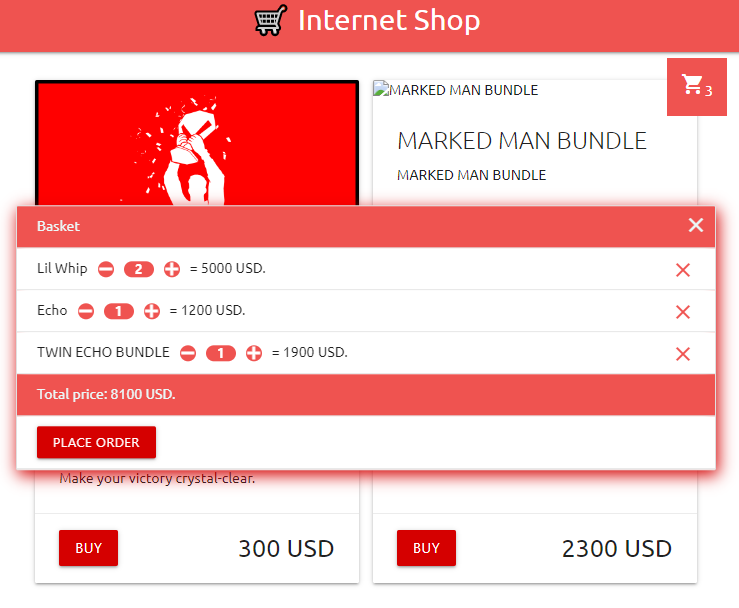 Internet Shop
3
MARKED MAN BUNDLE
MARKED MAN BUNDLE
MARKED MAN BUNDLE
Basket
Lil Whip 2 = 5000 USD.
Echo 1 = 1200 USD.
TWIN ECHO BUNDLE 1 = 1900 USD.
Total price: 8100 USD.
PLACE ORDER
Make your victory crystal-clear.
BUY 300 USD
BUY 2300 USD